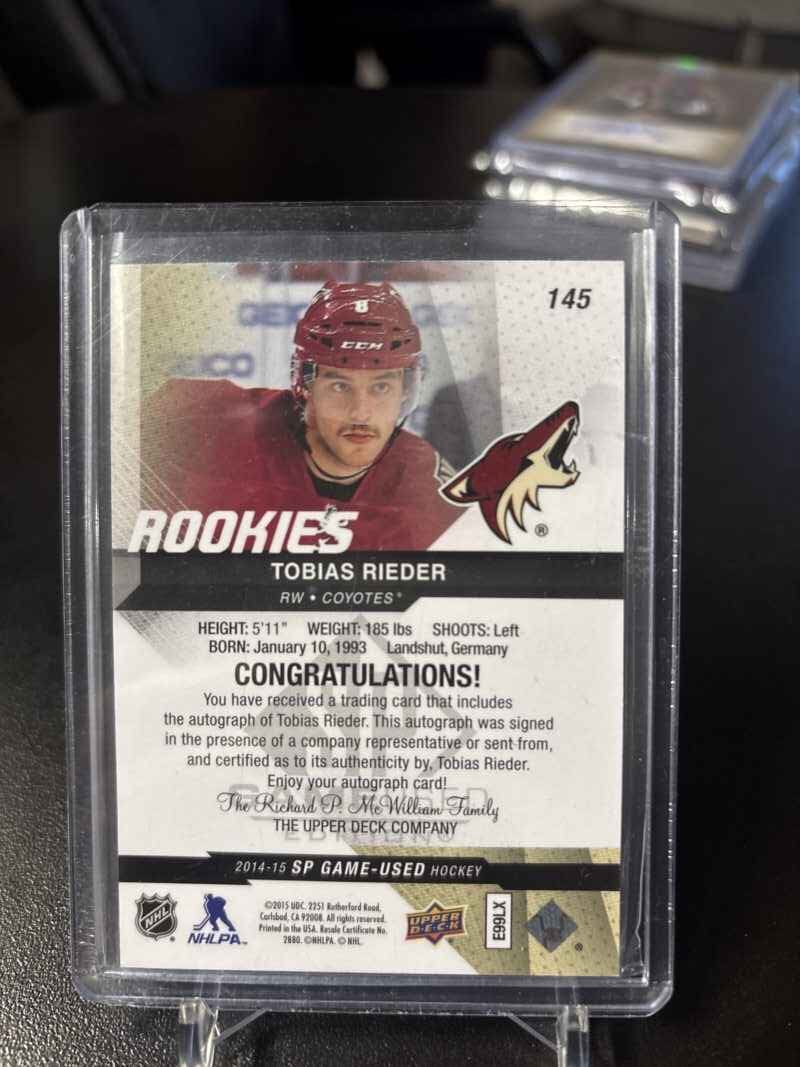 145
GEICO
GEICO
8
CCM
ROOKIES
®
TOBIAS RIEDER
RW • COYOTES®
HEIGHT: 5'11" WEIGHT: 185 lbs SHOOTS: Left
BORN: January 10, 1993 Landshut, Germany
CONGRATULATIONS!
You have received a trading card that includes
the autograph of Tobias Rieder. This autograph was signed
in the presence of a company representative or sent from,
and certified as to its authenticity by, Tobias Rieder.
Enjoy your autograph card!
The Richard P. McWilliam Family
THE UPPER DECK COMPANY
2014-15 SP GAME-USED HOCKEY
©2015 UDC. 2251 Rutherford Road,
Carlsbad, CA 92008. All rights reserved.
Printed in the USA. Resale Certificate No.
2880. ©NHLPA. © NHL.
NHL
NHLPA
UPPER
D·E·C·K
E99LX
®